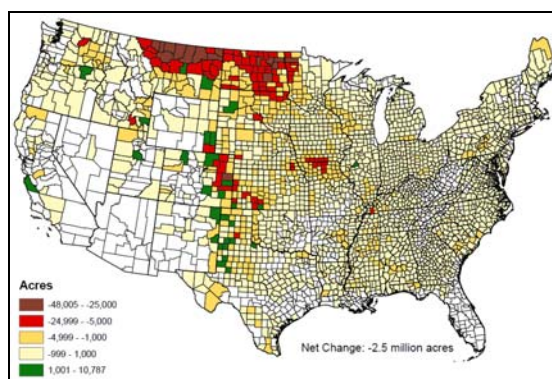 Acres
-48,005 - -25,000
-24,999 - -5,000
-4,999 - -1,000
-999 - 1,000
1,001 - 10,787
Net Change: -2.5 million acres